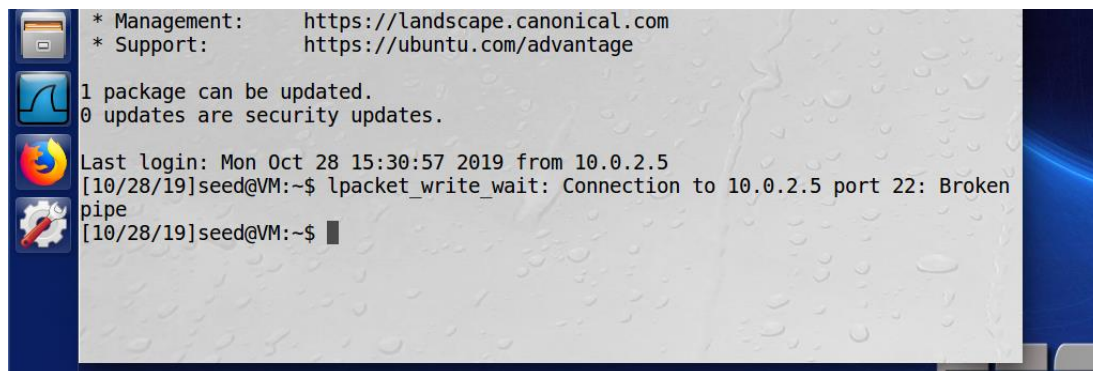 * Management: https://landscape.canonical.com
* Support: https://ubuntu.com/advantage
1 package can be updated.
0 updates are security updates.
Last login: Mon Oct 28 15:30:57 2019 from 10.0.2.5
[10/28/19]seed@VM:~$ lpacket_write_wait: Connection to 10.0.2.5 port 22: Broken
pipe
[10/28/19]seed@VM:~$